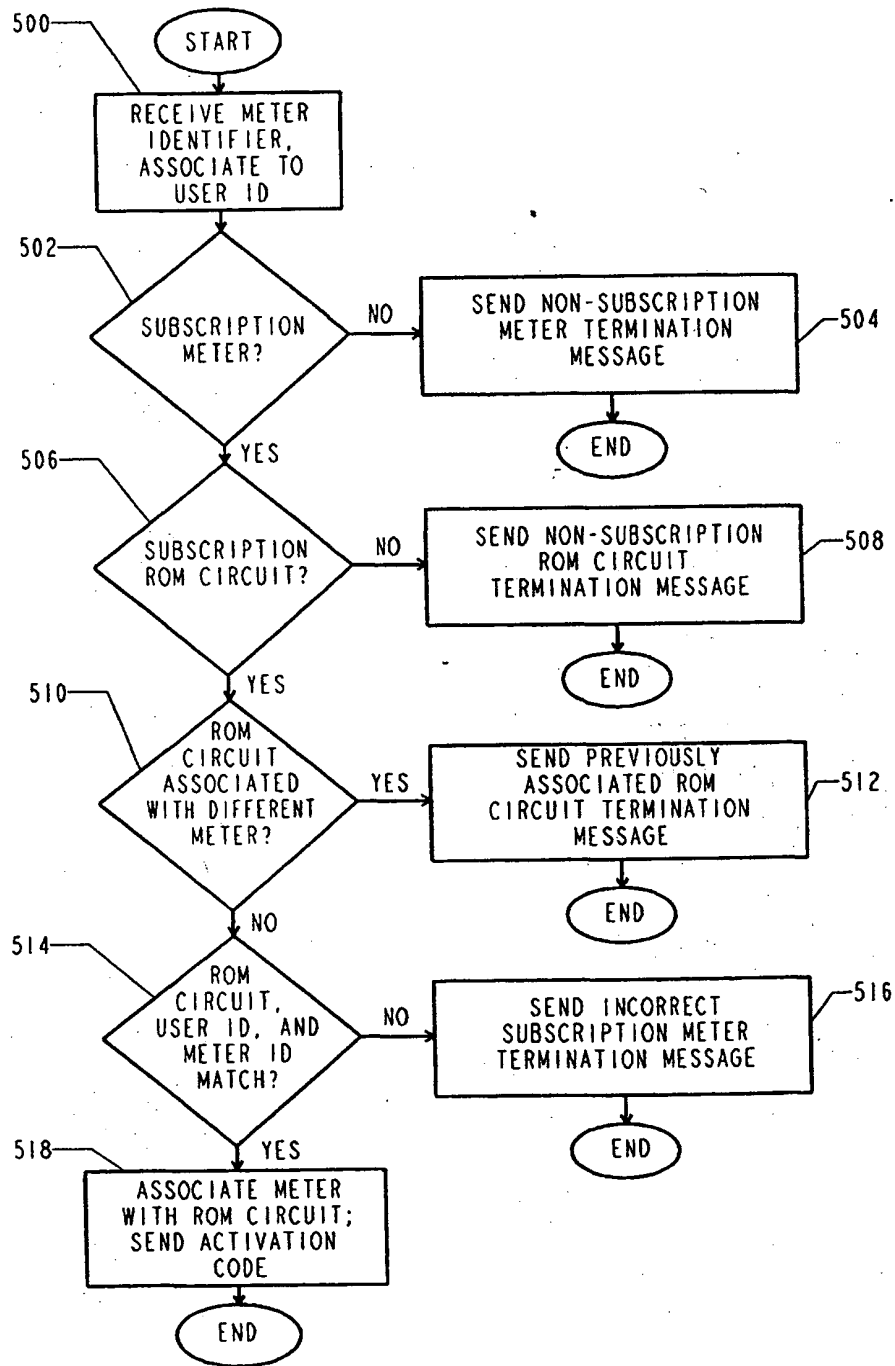 500
START
RECEIVE METER
IDENTIFIER,
ASSOCIATE TO
USER ID
502
SUBSCRIPTION
METER?
NO
SEND NON-SUBSCRIPTION
METER TERMINATION
MESSAGE
504
END
YES
506
SUBSCRIPTION
ROM CIRCUIT?
NO
SEND NON-SUBSCRIPTION
ROM CIRCUIT
TERMINATION MESSAGE
508
END
YES
510
ROM
CIRCUIT
ASSOCIATED
WITH DIFFERENT
METER?
YES
SEND PREVIOUSLY
ASSOCIATED ROM
CIRCUIT TERMINATION
MESSAGE
512
END
NO
514
ROM
CIRCUIT,
USER ID, AND
METER ID
MATCH?
NO
SEND INCORRECT
SUBSCRIPTION METER
TERMINATION MESSAGE
516
END
YES
518
ASSOCIATE METER
WITH ROM CIRCUIT;
SEND ACTIVATION
CODE
END